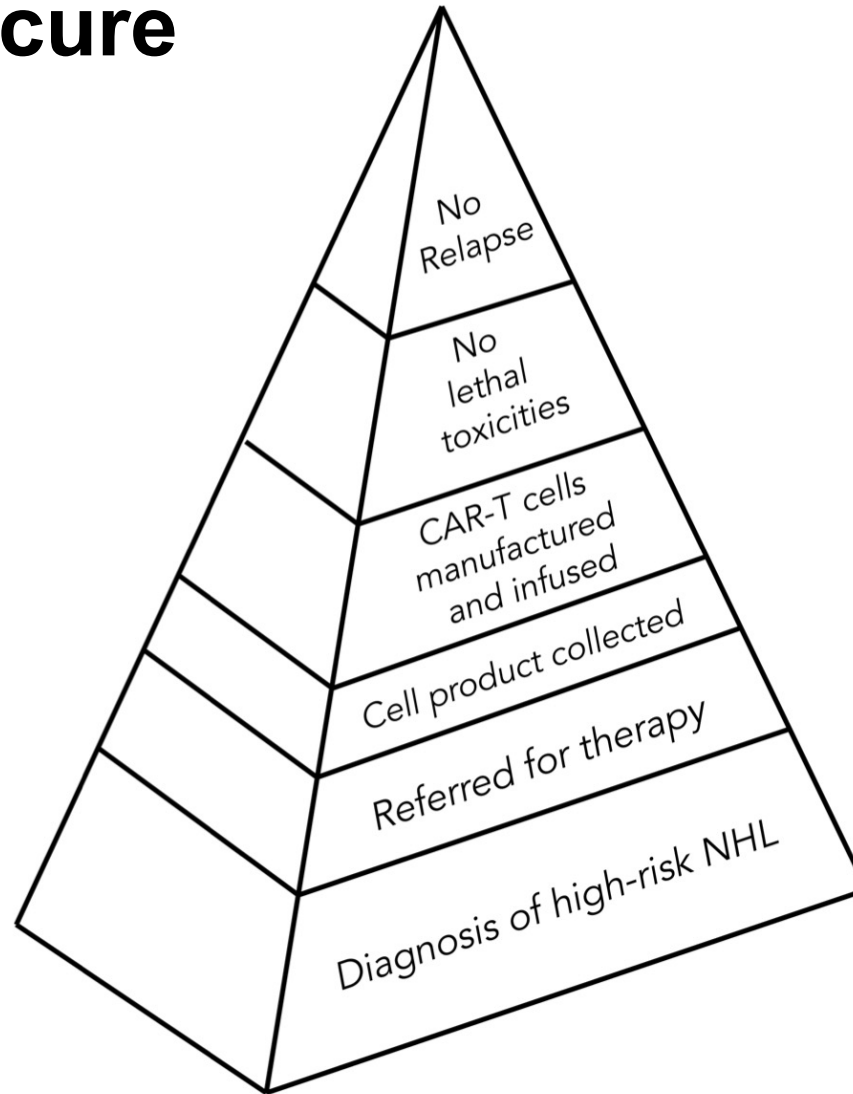 cure
No
Relapse
No
lethal
toxicities
CAR-T cells
manufactured
and infused
Cell product collected
Referred for therapy
Diagnosis of high-risk NHL